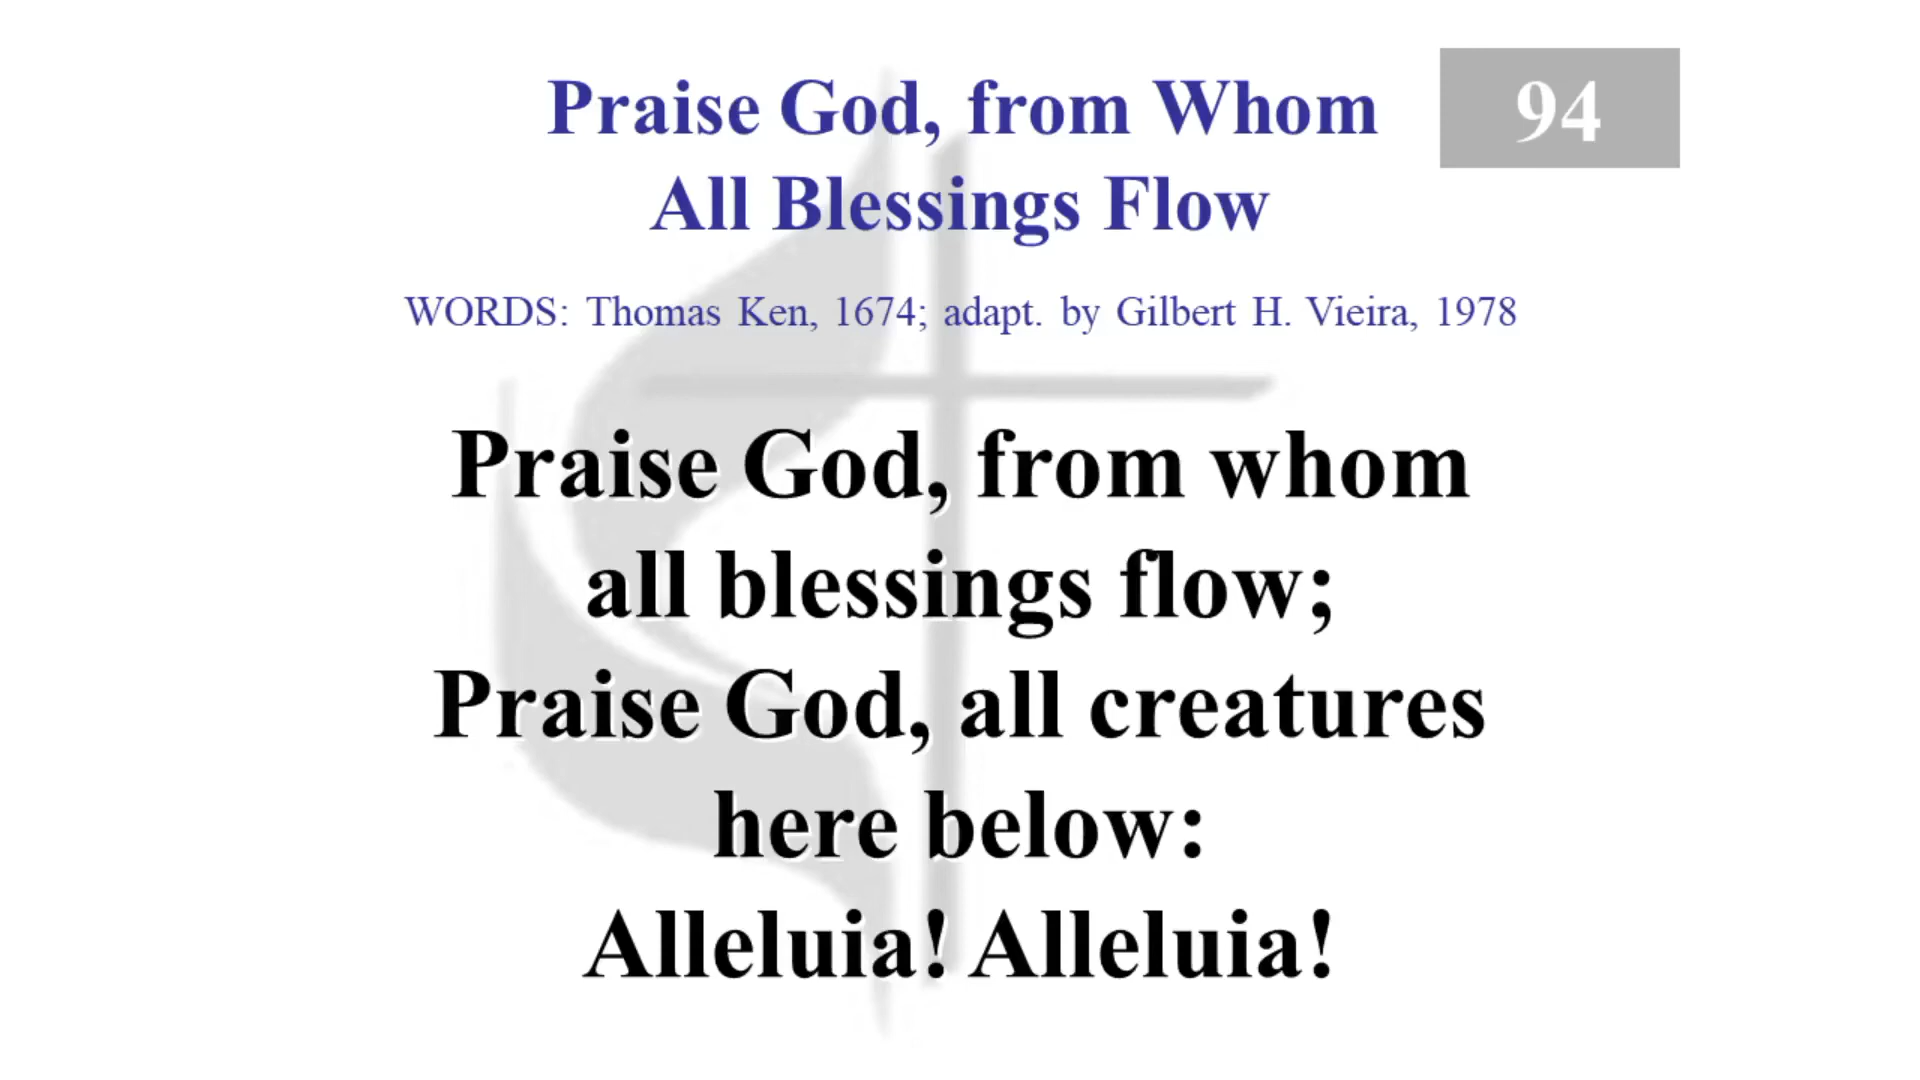 Praise God, from Whom
94
All Blessings Flow
WORDS: Thomas Ken, 1674; adapt. by Gilbert H. Vieira, 1978
Praise God, from whom
all blessings flow;
Praise God, all creatures
here below:
Alleluia! Alleluia!